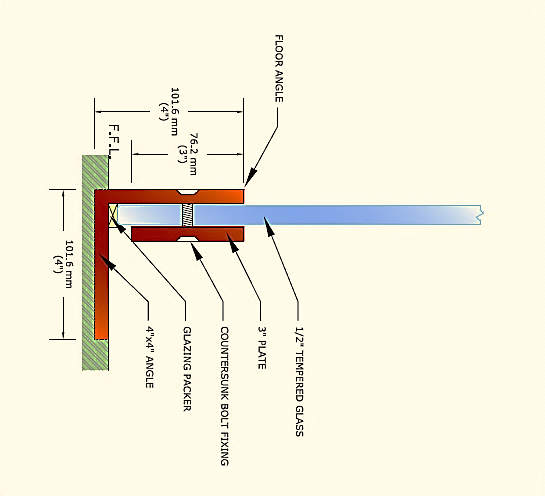 FLOOR ANGLE
101.6 mm
(4")
76.2 mm
(3")
F.F.L.
101.6 mm
(4")
4"x4" ANGLE
GLAZING PACKER
COUNTERSUNK BOLT FIXING
3" PLATE
1/2" TEMPERED GLASS